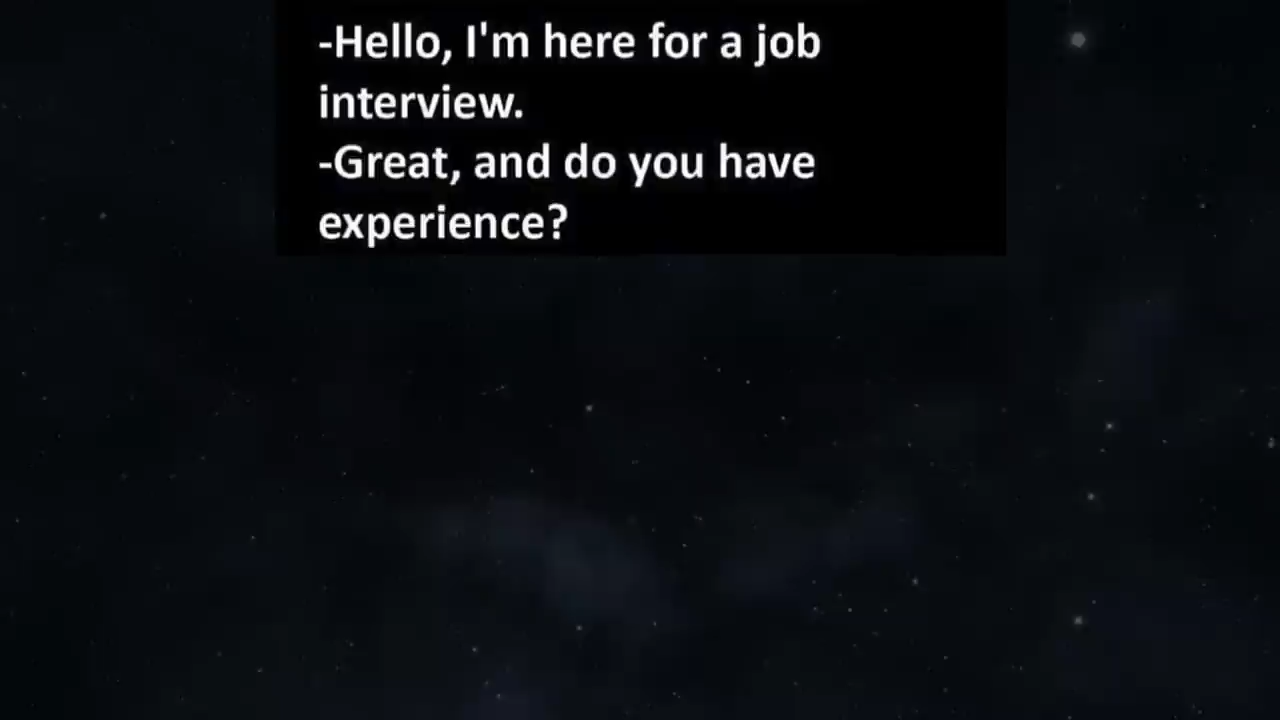 -Hello, I'm here for a job
interview.
-Great, and do you have
experience?